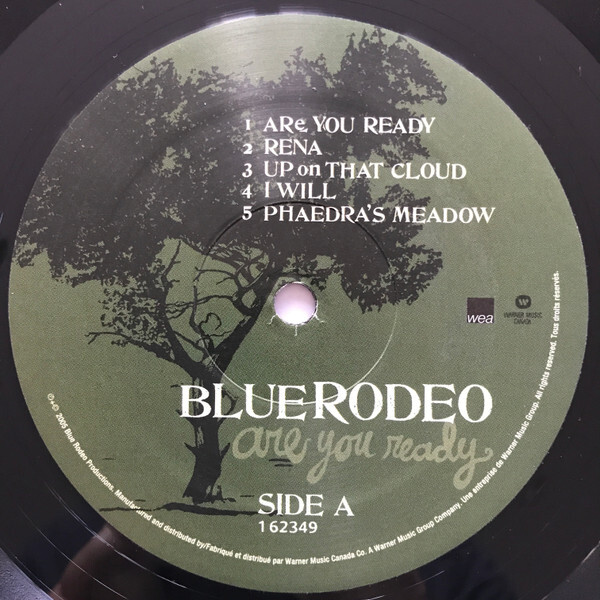 1 ARe YOU READY
2 RENA
3 UP on THAT CLOUD
4 I WILL
5 PHAEDRA'S MEADOW
wea
WARNER MUSIC
CANADA
BLUE RODEO
are you ready
SIDE A
162349
℗+© 2005 Blue Rodeo Productions. Manufactured and distributed by/Fabriqué et distribué par Warner Music Canada Co. A Warner Music Group Company. Une entreprise de Warner Music Group. All rights reserved. Tous droits réservés.